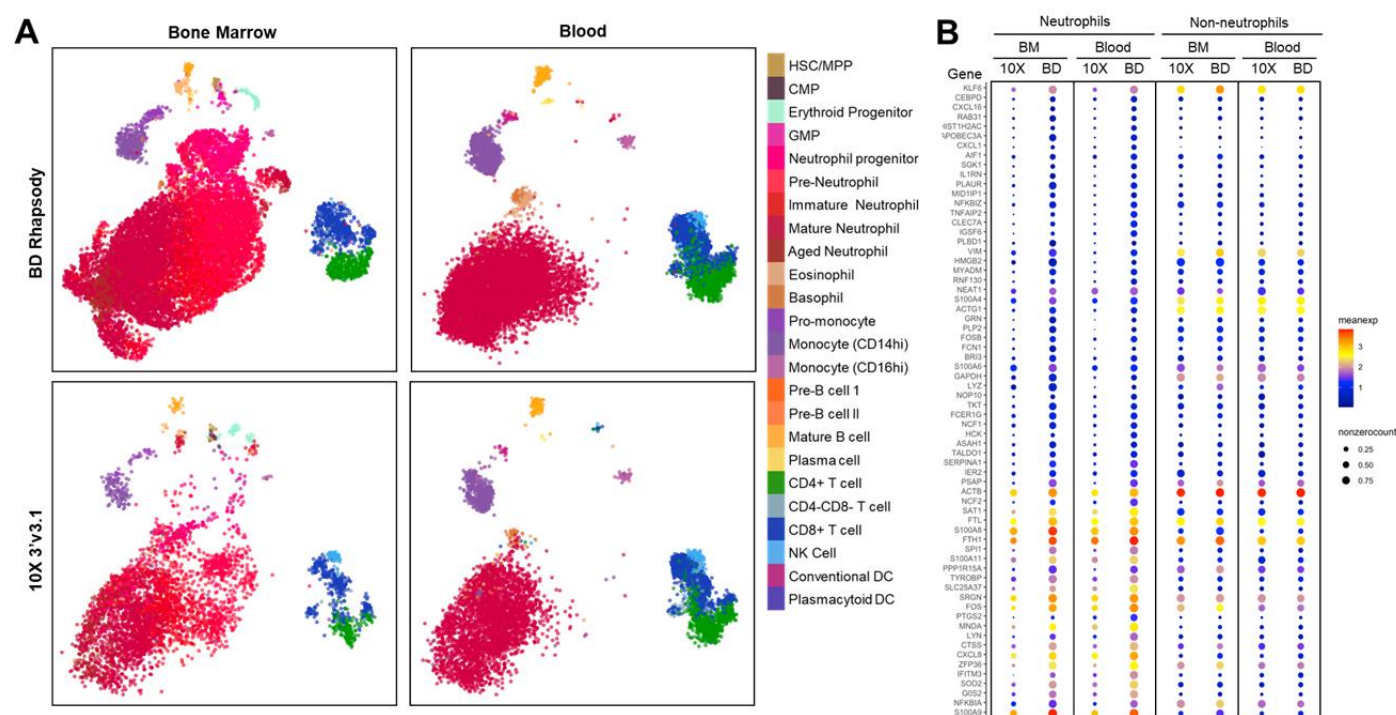 A
Bone Marrow
Blood
BD Rhapsody
10X 3'v3.1
HSC/MPP
CMP
Erythroid Progenitor
GMP
Neutrophil progenitor
Pre-Neutrophil
Immature Neutrophil
Mature Neutrophil
Aged Neutrophil
Eosinophil
Basophil
Pro-monocyte
Monocyte (CD14hi)
Monocyte (CD16hi)
Pre-B cell 1
Pre-B cell II
Mature B cell
Plasma cell
CD4+ T cell
CD4-CD8- T cell
CD8+ T cell
NK Cell
Conventional DC
Plasmacytoid DC
B
Neutrophils Non-neutrophils
BM Blood BM Blood
Gene 10X BD 10X BD 10X BD 10X BD
KLF6
CEBPD
CXCL16
RAB31
HIST1H2AC
APOBEC3A
CXCL1
AIF1
SGK1
IL1RN
PLAUR
MID1IP1
NFKBIZ
TNFAIP2
CLEC7A
IGSF6
PLBD1
VIM
HMGB2
MYADM
RNF130
NEAT1
S100A4
ACTG1
GRN
PLP2
FOSB
FCN1
BRI3
S100A6
GAPDH
LYZ
NOP10
TKT
FCER1G
NCF1
HCK
ASAH1
TALDO1
SERPINA1
IER2
PSAP
ACTB
NCF2
SAT1
FTL
S100A8
FTH1
SPI1
S100A11
PPP1R15A
TYROBP
SLC25A37
SRGN
FOS
PTGS2
MNDA
LYN
CTSS
CXCL8
ZFP36
IFITM3
SOD2
G0S2
NFKBIA
S100A9
meanexp
3
2
1
nonzerocount
0.25
0.50
0.75